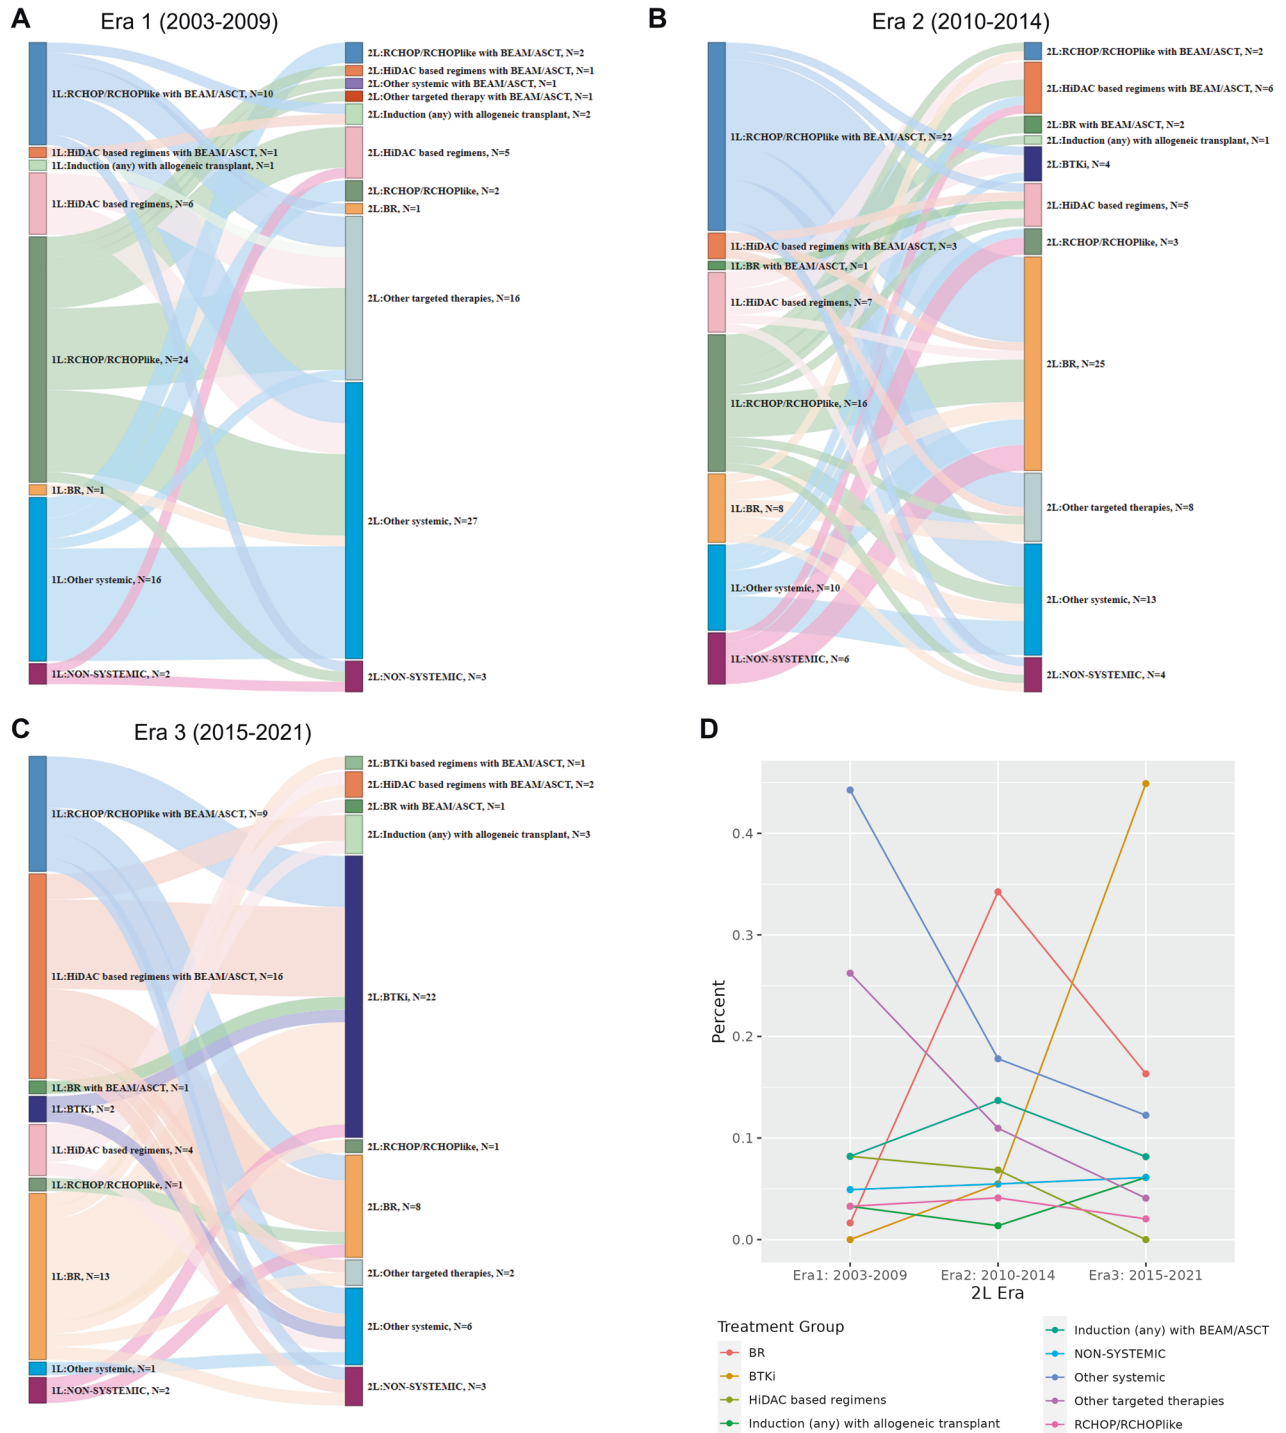 A
Era 1 (2003-2009)
1L:RCHOP/RCHOPlike with BEAM/ASCT, N=10
1L:HiDAC based regimens with BEAM/ASCT, N=1
1L:Induction (any) with allogeneic transplant, N=1
1L:HiDAC based regimens, N=6
1L:RCHOP/RCHOPlike, N=24
1L:BR, N=1
1L:Other systemic, N=16
1L:NON-SYSTEMIC, N=2
2L:RCHOP/RCHOPlike with BEAM/ASCT, N=2
2L:HiDAC based regimens with BEAM/ASCT, N=1
2L:Other systemic with BEAM/ASCT, N=1
2L:Other targeted therapy with BEAM/ASCT, N=1
2L:Induction (any) with allogeneic transplant, N=2
2L:HiDAC based regimens, N=5
2L:RCHOP/RCHOPlike, N=2
2L:BR, N=1
2L:Other targeted therapies, N=16
2L:Other systemic, N=27
2L:NON-SYSTEMIC, N=3
B
Era 2 (2010-2014)
1L:RCHOP/RCHOPlike with BEAM/ASCT, N=22
1L:HiDAC based regimens with BEAM/ASCT, N=3
1L:BR with BEAM/ASCT, N=1
1L:HiDAC based regimens, N=7
1L:RCHOP/RCHOPlike, N=16
1L:BR, N=8
1L:Other systemic, N=10
1L:NON-SYSTEMIC, N=6
2L:RCHOP/RCHOPlike with BEAM/ASCT, N=2
2L:HiDAC based regimens with BEAM/ASCT, N=6
2L:BR with BEAM/ASCT, N=2
2L:Induction (any) with allogeneic transplant, N=1
2L:BTKi, N=4
2L:HiDAC based regimens, N=5
2L:RCHOP/RCHOPlike, N=3
2L:BR, N=25
2L:Other targeted therapies, N=8
2L:Other systemic, N=13
2L:NON-SYSTEMIC, N=4
C
Era 3 (2015-2021)
1L:RCHOP/RCHOPlike with BEAM/ASCT, N=9
1L:HiDAC based regimens with BEAM/ASCT, N=16
1L:BR with BEAM/ASCT, N=1
1L:BTKi, N=2
1L:HiDAC based regimens, N=4
1L:RCHOP/RCHOPlike, N=1
1L:BR, N=13
1L:Other systemic, N=1
1L:NON-SYSTEMIC, N=2
2L:BTKi based regimens with BEAM/ASCT, N=1
2L:HiDAC based regimens with BEAM/ASCT, N=2
2L:BR with BEAM/ASCT, N=1
2L:Induction (any) with allogeneic transplant, N=3
2L:BTKi, N=22
2L:RCHOP/RCHOPlike, N=1
2L:BR, N=8
2L:Other targeted therapies, N=2
2L:Other systemic, N=6
2L:NON-SYSTEMIC, N=3
D
Percent
0.4
0.3
0.2
0.1
0.0
Era1: 2003-2009
Era2: 2010-2014
Era3: 2015-2021
2L Era
Treatment Group
BR
BTKi
HiDAC based regimens
Induction (any) with allogeneic transplant
Induction (any) with BEAM/ASCT
NON-SYSTEMIC
Other systemic
Other targeted therapies
RCHOP/RCHOPlike